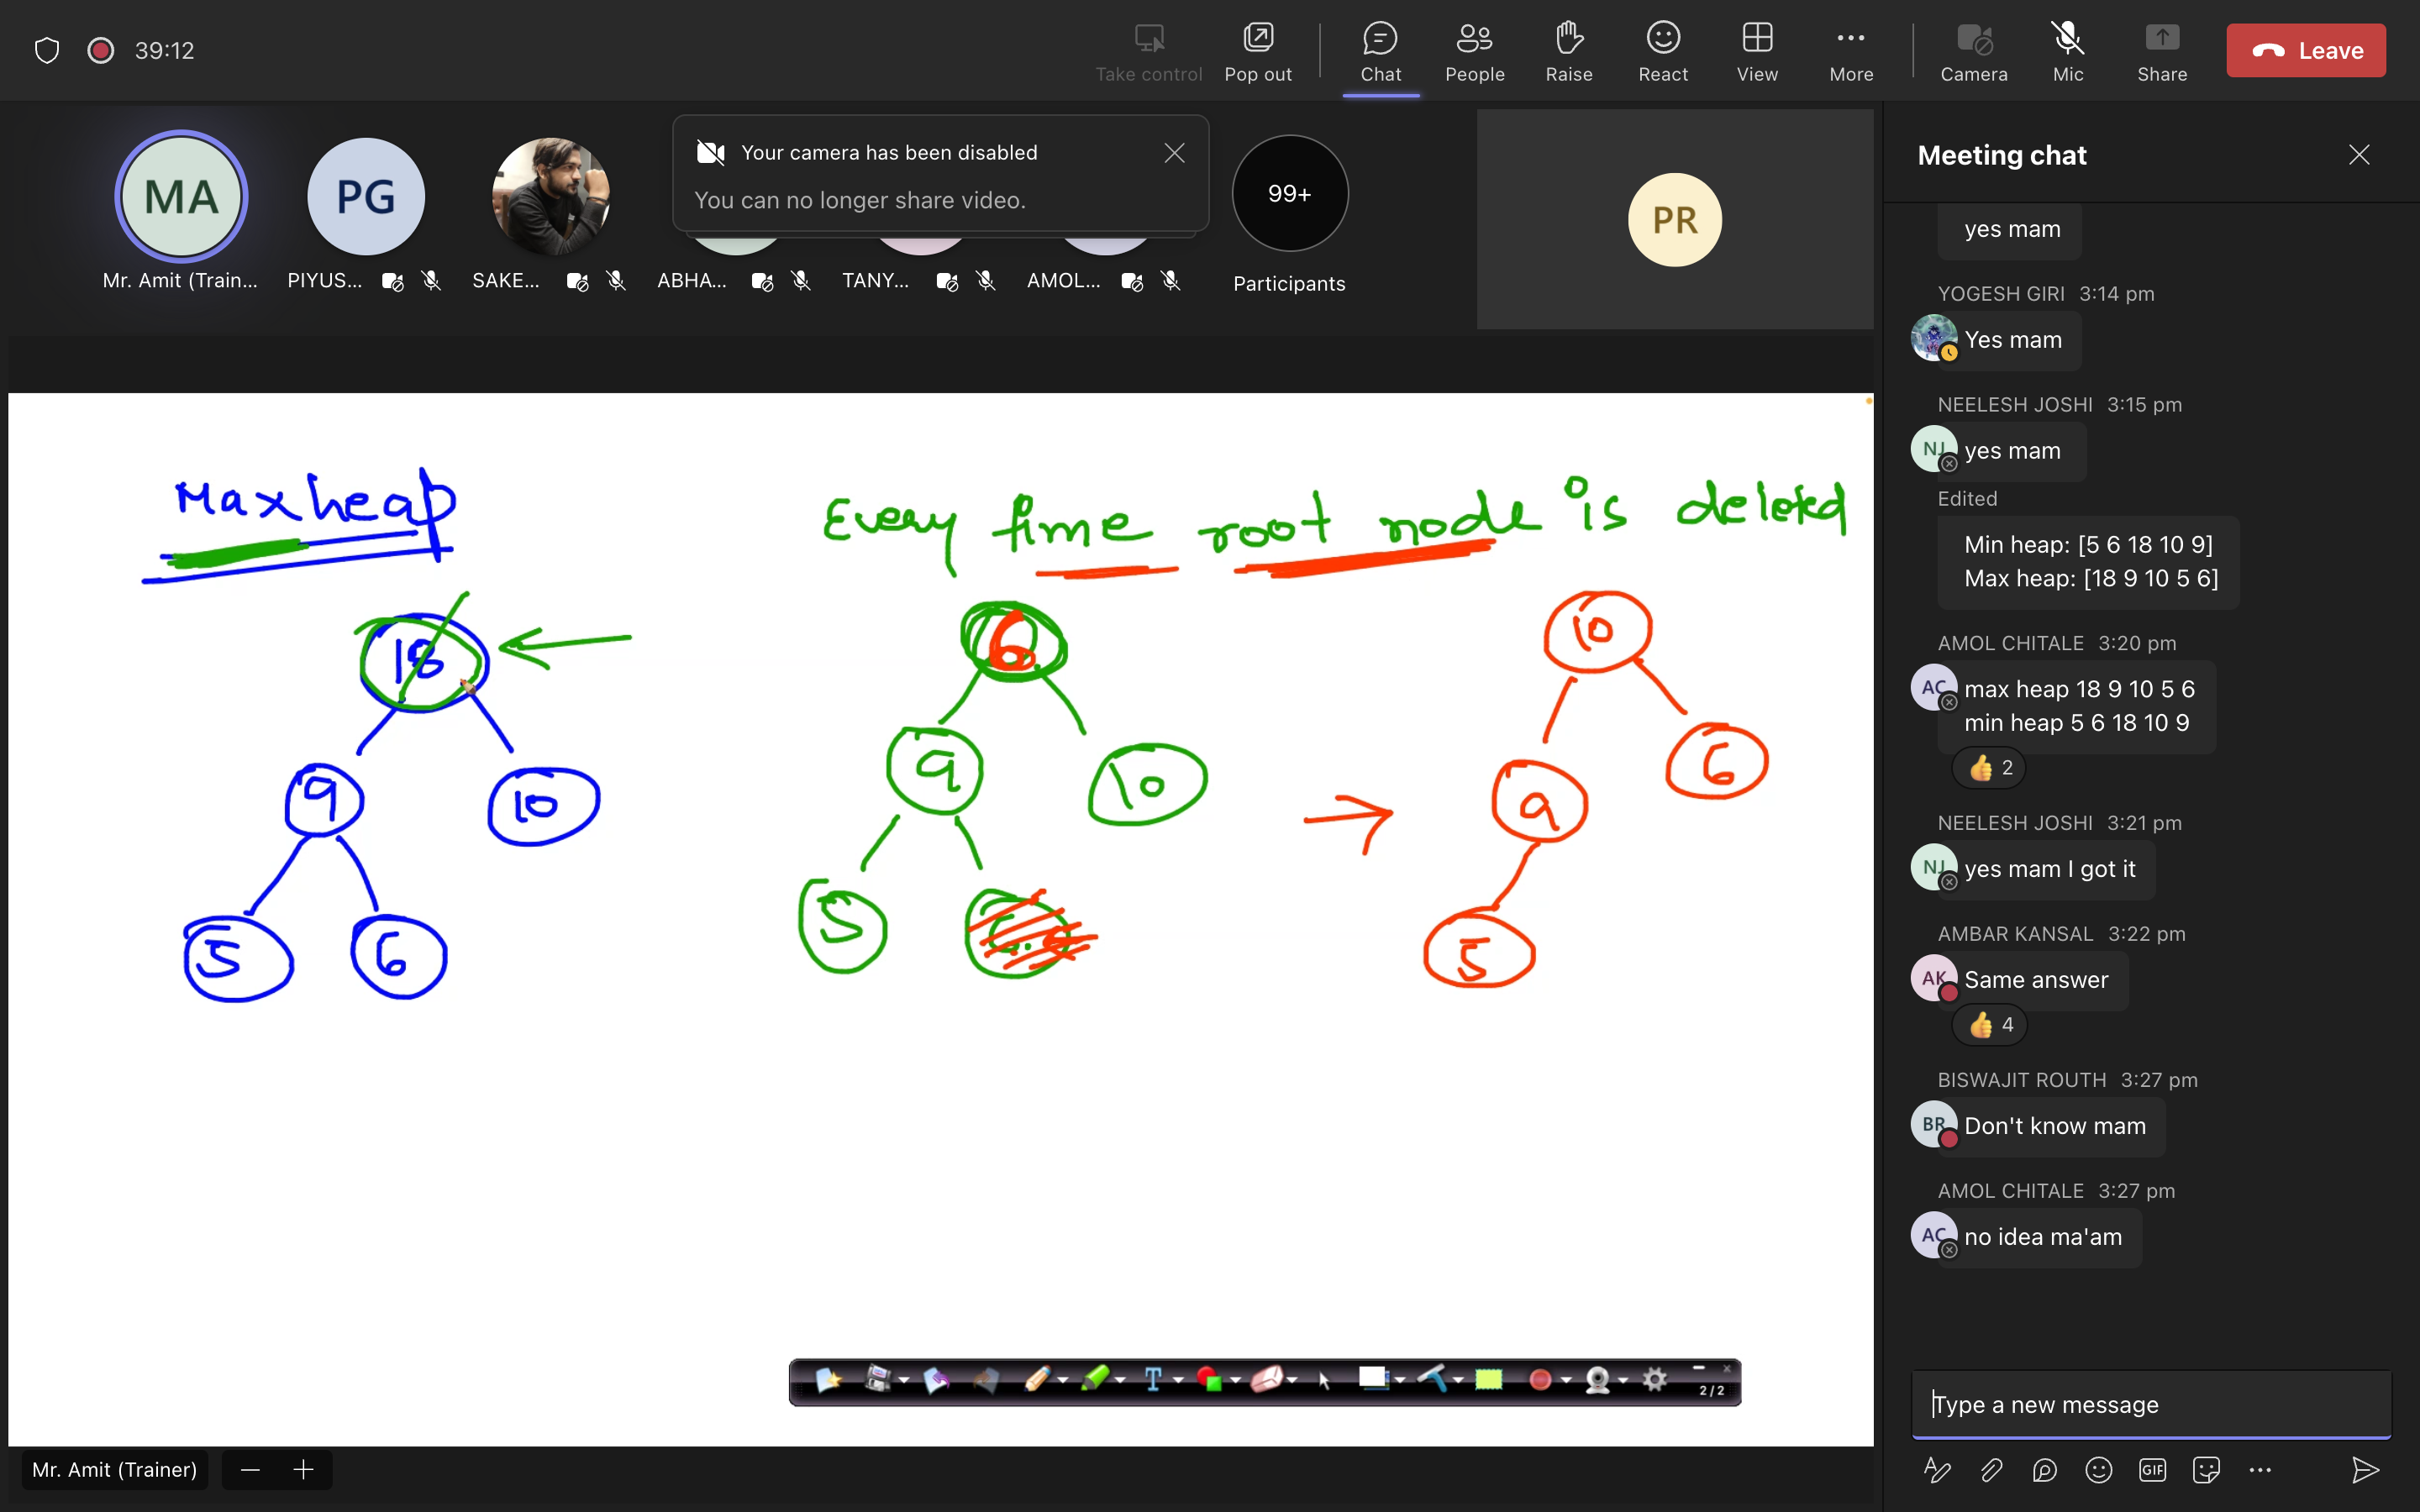 39:12
Take control
Pop out
Chat
People
Raise
React
View
More
Camera
Mic
Share
Leave
MA
PG
Your camera has been disabled
You can no longer share video.
99+
PR
Mr. Amit (Train...
PIYUS...
SAKE...
ABHA...
TANY...
AMOL...
Participants
Maxheap
Every time root node is deleted
18
9
10
5
6
6
9
10
5
10
9
6
5
2/2
Mr. Amit (Trainer)
Meeting chat
yes mam
YOGESH GIRI 3:14 pm
Yes mam
NEELESH JOSHI 3:15 pm
NJ
yes mam
Edited
Min heap: [5 6 18 10 9]
Max heap: [18 9 10 5 6]
AMOL CHITALE 3:20 pm
AC
max heap 18 9 10 5 6
min heap 5 6 18 10 9
2
NEELESH JOSHI 3:21 pm
NJ
yes mam I got it
AMBAR KANSAL 3:22 pm
AK
Same answer
4
BISWAJIT ROUTH 3:27 pm
BR
Don't know mam
AMOL CHITALE 3:27 pm
AC
no idea ma'am
Type a new message
GIF